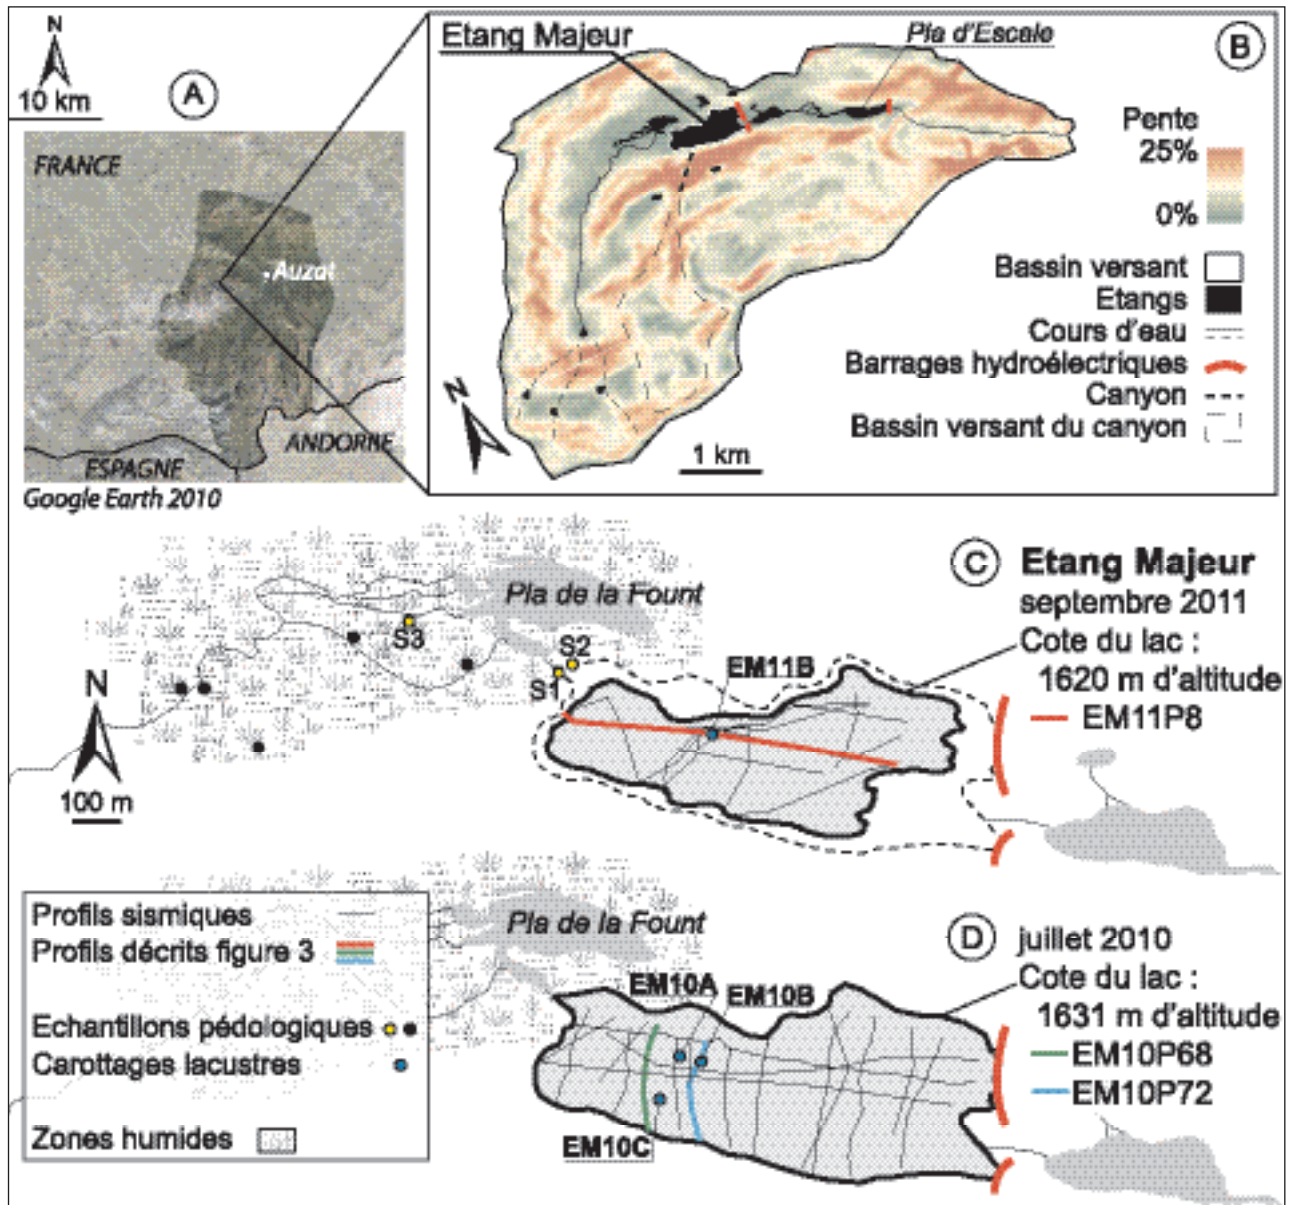 N
10 km
A
FRANCE
Auzat
ANDORRE
ESPAGNE
Google Earth 2010
Etang Majeur
Pla d'Escale
B
Pente
25%
0%
Bassin versant
Etangs
Cours d'eau
Barrages hydroélectriques
Canyon
Bassin versant du canyon
N
1 km
C
Etang Majeur
septembre 2011
Cote du lac :
1620 m d'altitude
EM11P8
Pla de la Fount
S3
S2
S1
EM11B
N
100 m
Profils sismiques
Profils décrits figure 3
Echantillons pédologiques
Carottages lacustres
Zones humides
Pla de la Fount
D
juillet 2010
Cote du lac :
1631 m d'altitude
EM10P68
EM10P72
EM10A
EM10B
EM10C